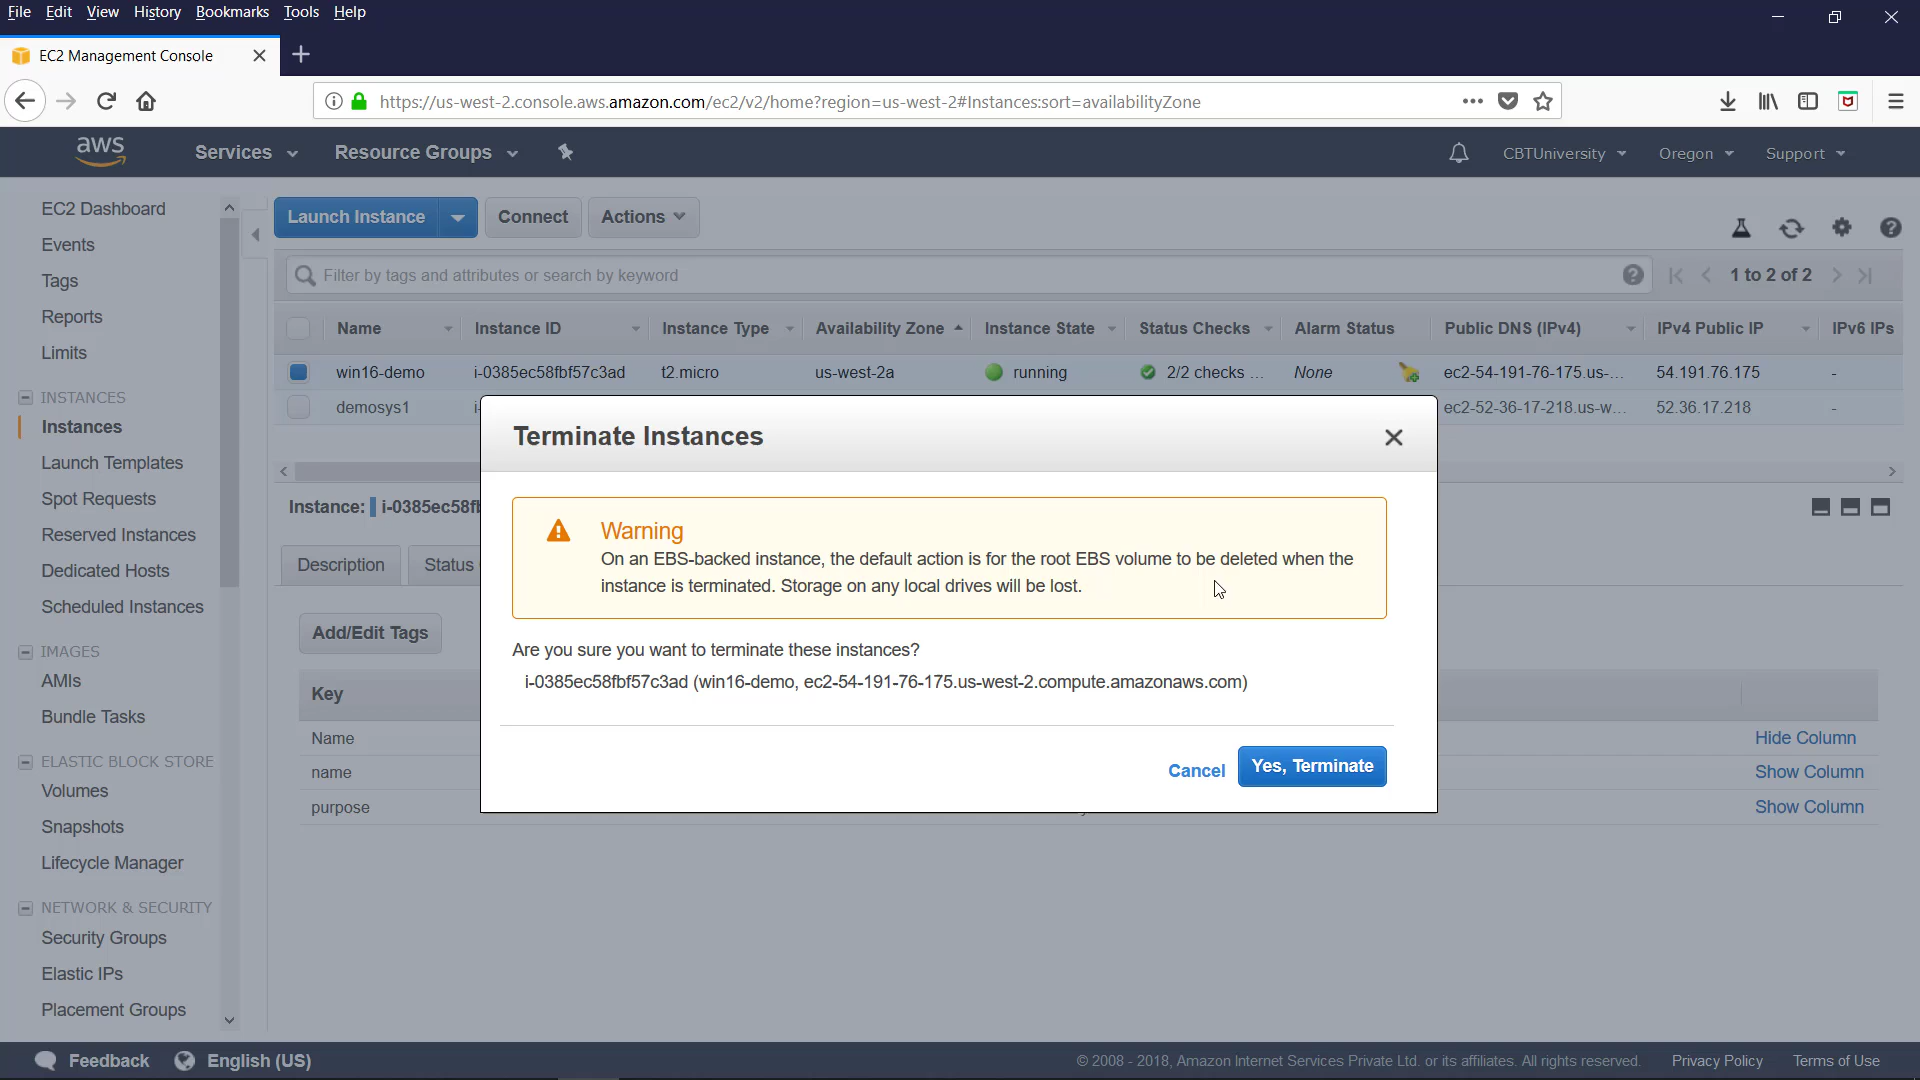 File Edit View History Bookmarks Tools Help
EC2 Management Console
https://us-west-2.console.aws.amazon.com/ec2/v2/home?region=us-west-2#Instances:sort=availabilityZone
aws Services Resource Groups CBTUniversity Oregon Support
EC2 Dashboard
Events
Tags
Reports
Limits
INSTANCES
Instances
Launch Templates
Spot Requests
Reserved Instances
Dedicated Hosts
Scheduled Instances
IMAGES
AMIs
Bundle Tasks
ELASTIC BLOCK STORE
Volumes
Snapshots
Lifecycle Manager
NETWORK & SECURITY
Security Groups
Elastic IPs
Placement Groups
Launch Instance Connect Actions
Filter by tags and attributes or search by keyword 1 to 2 of 2
Name Instance ID Instance Type Availability Zone Instance State Status Checks Alarm Status Public DNS (IPv4) IPv4 Public IP IPv6 IPs
win16-demo i-0385ec58fbf57c3ad t2.micro us-west-2a running 2/2 checks ... None ec2-54-191-76-175.us-... 54.191.76.175 -
demosys1 i- ec2-52-36-17-218.us-w... 52.36.17.218 -
Instance: i-0385ec58f
Description Status
Add/Edit Tags
Key
Name Hide Column
name Show Column
purpose Show Column
Terminate Instances
Warning
On an EBS-backed instance, the default action is for the root EBS volume to be deleted when the
instance is terminated. Storage on any local drives will be lost.
Are you sure you want to terminate these instances?
i-0385ec58fbf57c3ad (win16-demo, ec2-54-191-76-175.us-west-2.compute.amazonaws.com)
Cancel Yes, Terminate
Feedback English (US) © 2008 - 2018, Amazon Internet Services Private Ltd. or its affiliates. All rights reserved. Privacy Policy Terms of Use